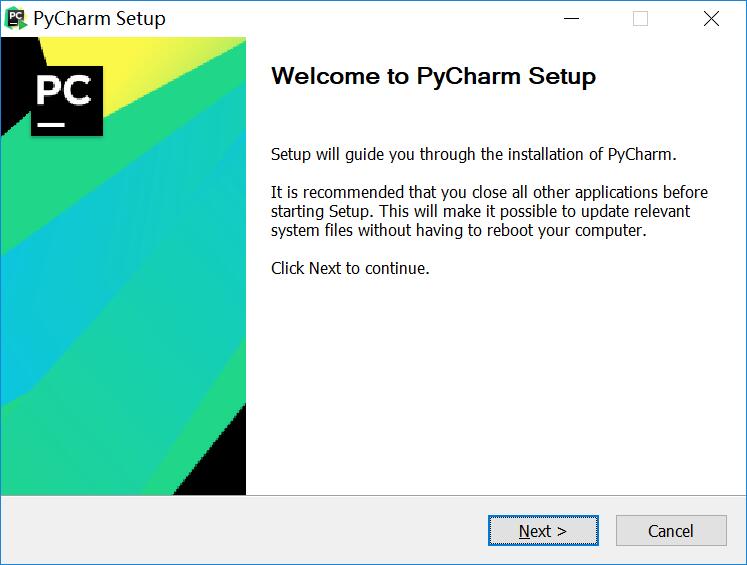 PyCharm Setup
PC
Welcome to PyCharm Setup
Setup will guide you through the installation of PyCharm.
It is recommended that you close all other applications before
starting Setup. This will make it possible to update relevant
system files without having to reboot your computer.
Click Next to continue.
Next >
Cancel